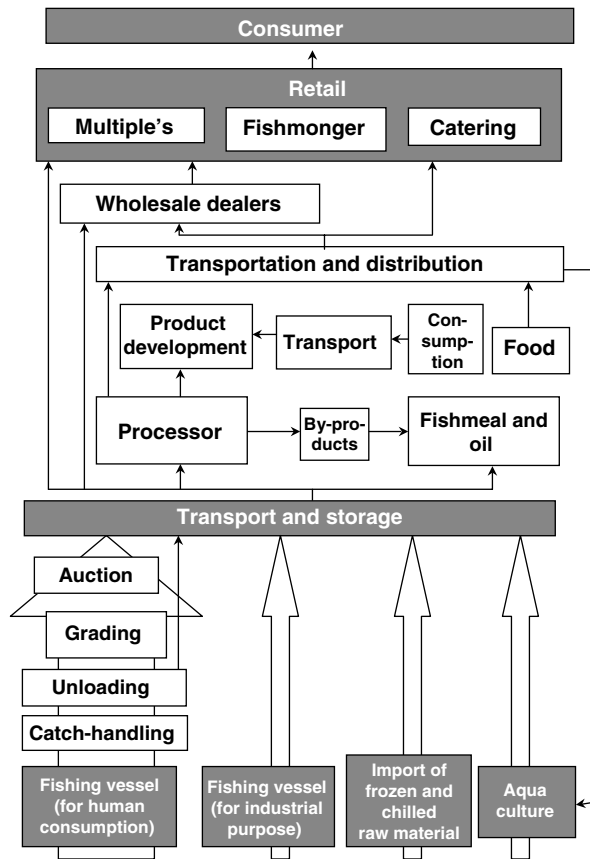 Consumer
Retail
Multiple's
Fishmonger
Catering
Wholesale dealers
Transportation and distribution
Product
development
Transport
Con-
sump-
tion
Food
Processor
By-pro-
ducts
Fishmeal and
oil
Transport and storage
Auction
Grading
Unloading
Catch-handling
Fishing vessel
(for human
consumption)
Fishing vessel
(for industrial
purpose)
Import of
frozen and
chilled
raw material
Aqua
culture